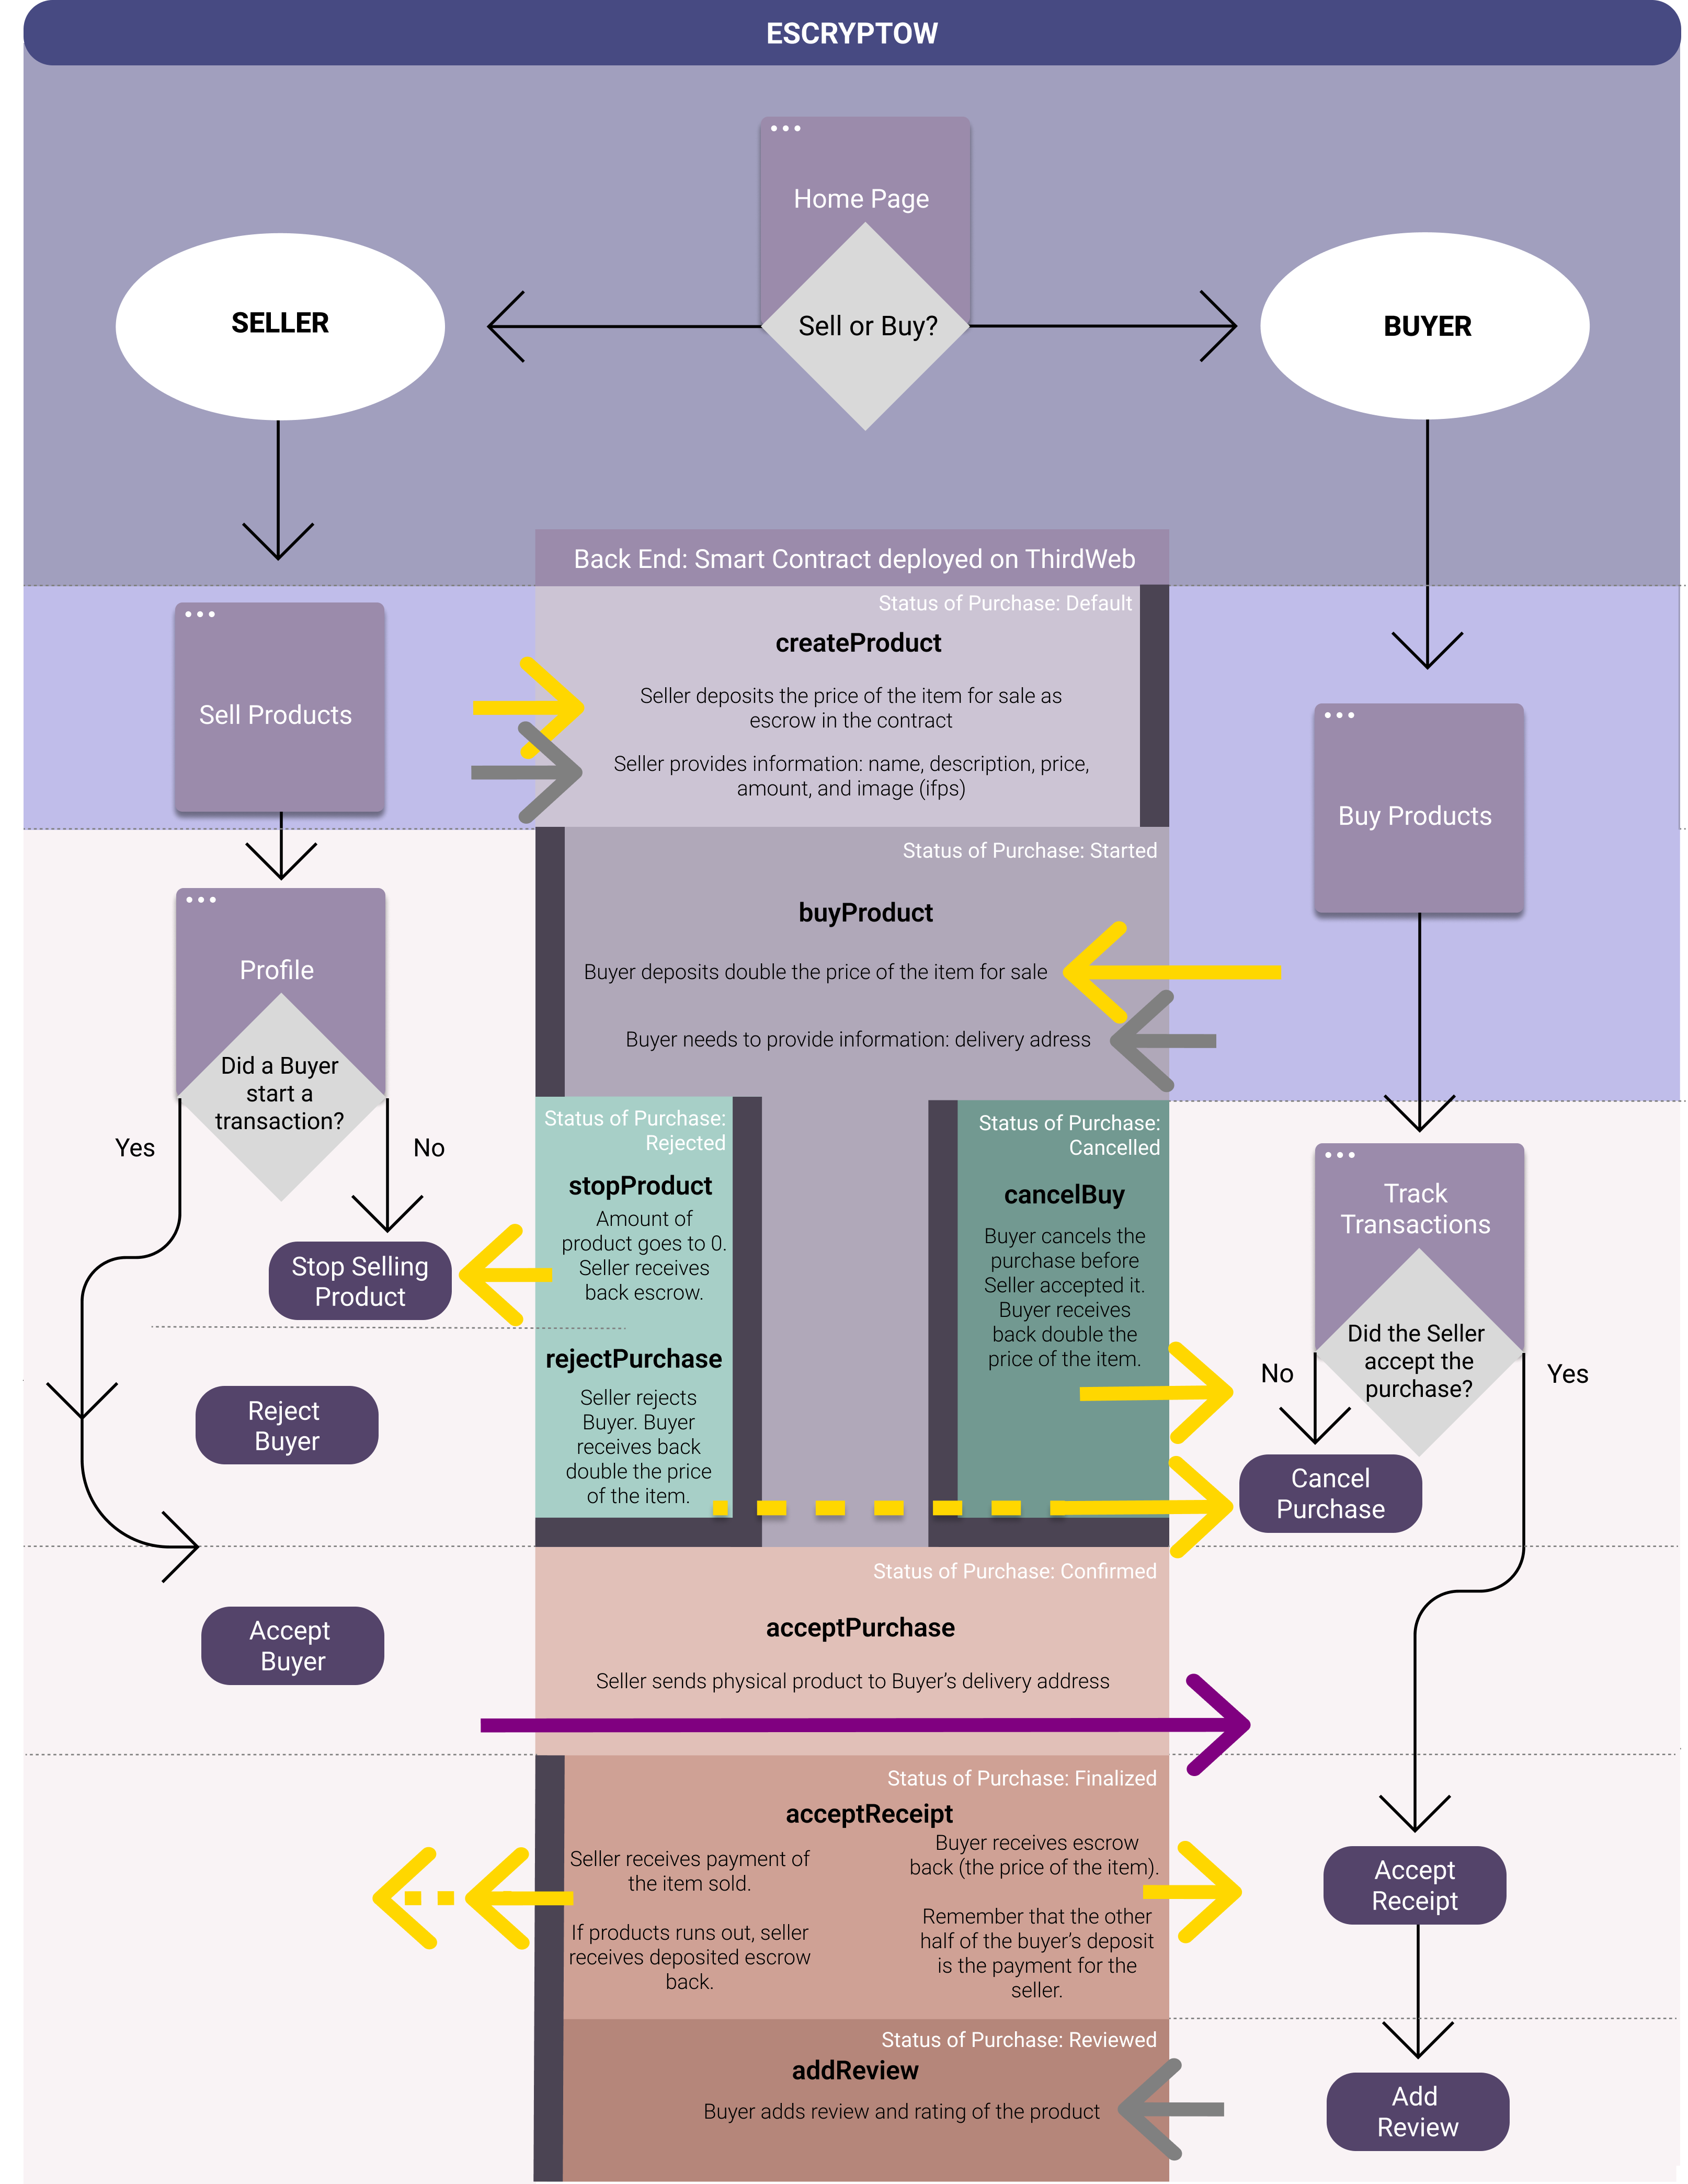 ESCRYPTOW
Home Page
Sell or Buy?
SELLER
BUYER
Back End: Smart Contract deployed on ThirdWeb
Status of Purchase: Default
createProduct
Seller deposits the price of the item for sale as
escrow in the contract
Seller provides information: name, description, price,
amount, and image (ifps)
Sell Products
Buy Products
Status of Purchase: Started
buyProduct
Buyer deposits double the price of the item for sale
Buyer needs to provide information: delivery adress
Profile
Did a Buyer
start a
transaction?
Yes
No
Stop Selling
Product
Reject
Buyer
Accept
Buyer
Status of Purchase:
Rejected
stopProduct
Amount of
product goes to 0.
Seller receives
back escrow.
rejectPurchase
Seller rejects
Buyer. Buyer
receives back
double the price
of the item.
Status of Purchase:
Cancelled
cancelBuy
Buyer cancels the
purchase before
Seller accepted it.
Buyer receives
back double the
price of the item.
Track
Transactions
Did the Seller
accept the
purchase?
No
Yes
Cancel
Purchase
Status of Purchase: Confirmed
acceptPurchase
Seller sends physical product to Buyer’s delivery address
Status of Purchase: Finalized
acceptReceipt
Seller receives payment of
the item sold.
If products runs out, seller
receives deposited escrow
back.
Buyer receives escrow
back (the price of the item).
Remember that the other
half of the buyer’s deposit
is the payment for the
seller.
Accept
Receipt
Status of Purchase: Reviewed
addReview
Buyer adds review and rating of the product
Add
Review